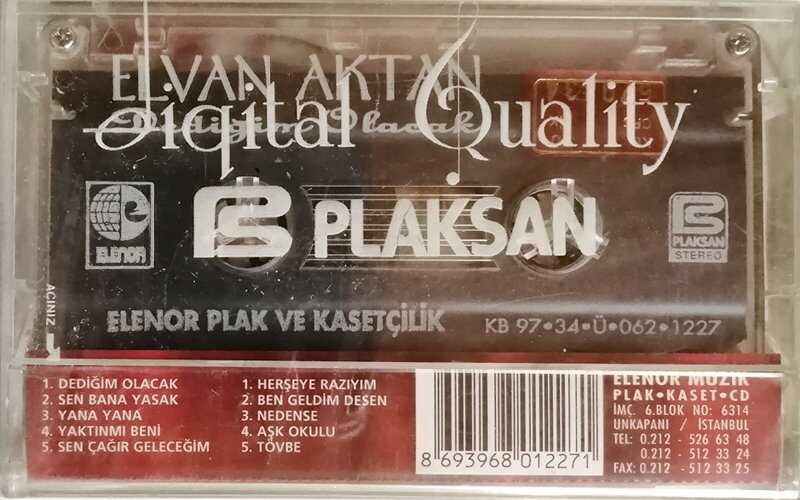 ELVAN AKTAN
Digital Quality
Dediğim Olacak
PLAKSAN
ELENOR
PLAKSAN
STEREO
AÇINIZ
ELENOR PLAK VE KASETÇİLİK
KB 97•34•Ü•062•1227
1. DEDİĞİM OLACAK
2. SEN BANA YASAK
3. YANA YANA
4. YAKTINMI BENİ
5. SEN ÇAĞIR GELECEĞİM
1. HERŞEYE RAZIYIM
2. BEN GELDİM DESEN
3. NEDENSE
4. AŞK OKULU
5. TÖVBE
8 693968 012271
ELENOR MÜZİK
PLAK•KASET•CD
İMÇ. 6.BLOK NO: 6314
UNKAPANI / İSTANBUL
TEL: 0.212 - 526 63 48
0.212 - 512 33 24
FAX: 0.212 - 512 33 25